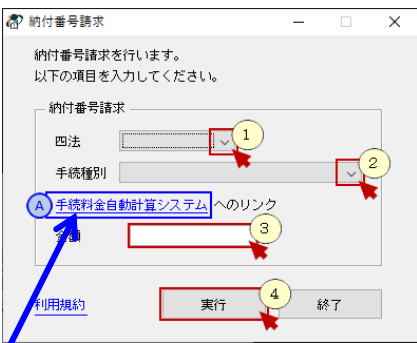 納付番号請求
納付番号請求を行います。
以下の項目を入力してください。
納付番号請求
四法
1
手続種別
2
A 手続料金自動計算システム へのリンク
金額
3
利用規約 実行 4 終了